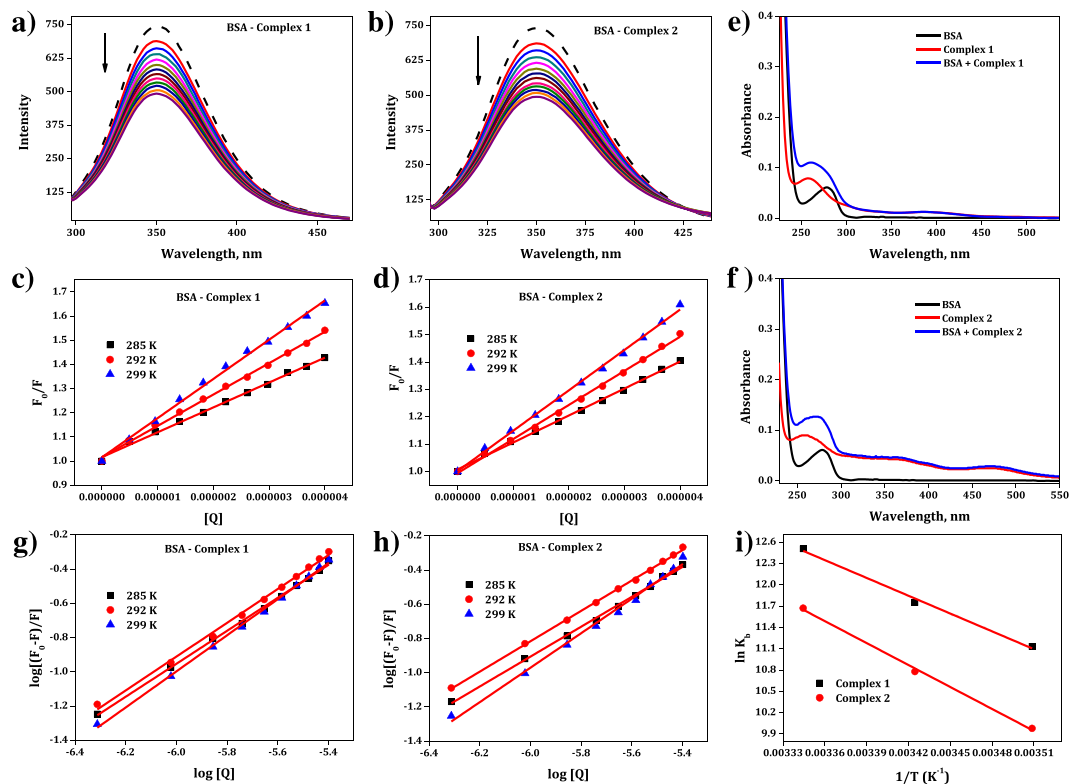 a)
BSA - Complex 1
750
625
500
375
250
125
Intensity
300
350
400
450
Wavelength, nm
b)
BSA - Complex 2
750
625
500
375
250
125
Intensity
300
325
350
375
400
425
Wavelength, nm
e)
BSA
Complex 1
BSA + Complex 1
0.4
0.3
0.2
0.1
0.0
Absorbance
250
300
350
400
450
500
Wavelength, nm
c)
BSA - Complex 1
285 K
292 K
299 K
1.7
1.6
1.5
1.4
1.3
1.2
1.1
1.0
0.9
F₀/F
0.000000
0.000001
0.000002
0.000003
0.000004
[Q]
d)
BSA - Complex 2
285 K
292 K
299 K
1.7
1.6
1.5
1.4
1.3
1.2
1.1
1.0
F₀/F
0.000000
0.000001
0.000002
0.000003
0.000004
[Q]
f)
BSA
Complex 2
BSA + Complex 2
0.4
0.3
0.2
0.1
0.0
Absorbance
250
300
350
400
450
500
550
Wavelength, nm
g)
BSA - Complex 1
285 K
292 K
299 K
-0.2
-0.4
-0.6
-0.8
-1.0
-1.2
-1.4
log[(F₀-F)/F]
-6.4
-6.2
-6.0
-5.8
-5.6
-5.4
log [Q]
h)
BSA - Complex 2
285 K
292 K
299 K
-0.2
-0.4
-0.6
-0.8
-1.0
-1.2
-1.4
log[(F₀-F)/F]
-6.4
-6.2
-6.0
-5.8
-5.6
-5.4
log [Q]
i)
12.6
12.3
12.0
11.7
11.4
11.1
10.8
10.5
10.2
9.9
ln K_b
Complex 1
Complex 2
0.00333
0.00336
0.00339
0.00342
0.00345
0.00348
0.00351
1/T (K⁻¹)